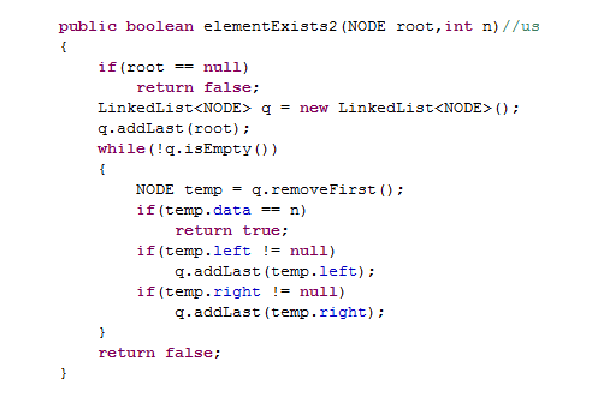 public boolean elementExists2(NODE root,int n)//us
{
if(root == null)
return false;
LinkedList<NODE> q = new LinkedList<NODE>();
q.addLast(root);
while(!q.isEmpty())
{
NODE temp = q.removeFirst();
if(temp.data == n)
return true;
if(temp.left != null)
q.addLast(temp.left);
if(temp.right != null)
q.addLast(temp.right);
}
return false;
}